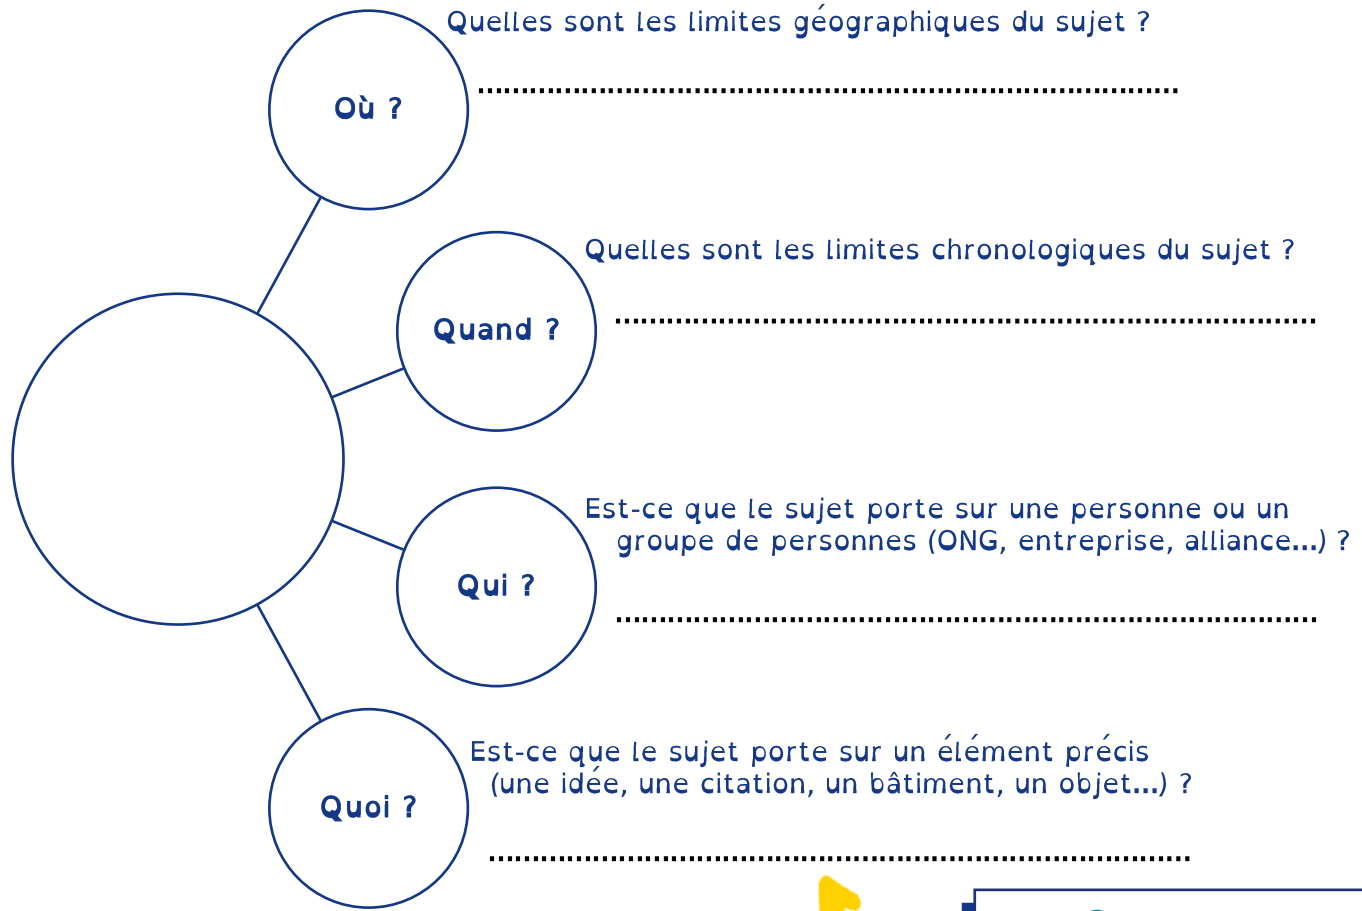 Quelles sont les limites géographiques du sujet ?
Où ?
Quelles sont les limites chronologiques du sujet ?
Quand ?
Est-ce que le sujet porte sur une personne ou un
groupe de personnes (ONG, entreprise, alliance...) ?
Qui ?
Est-ce que le sujet porte sur un élément précis
(une idée, une citation, un bâtiment, un objet...) ?
Quoi ?